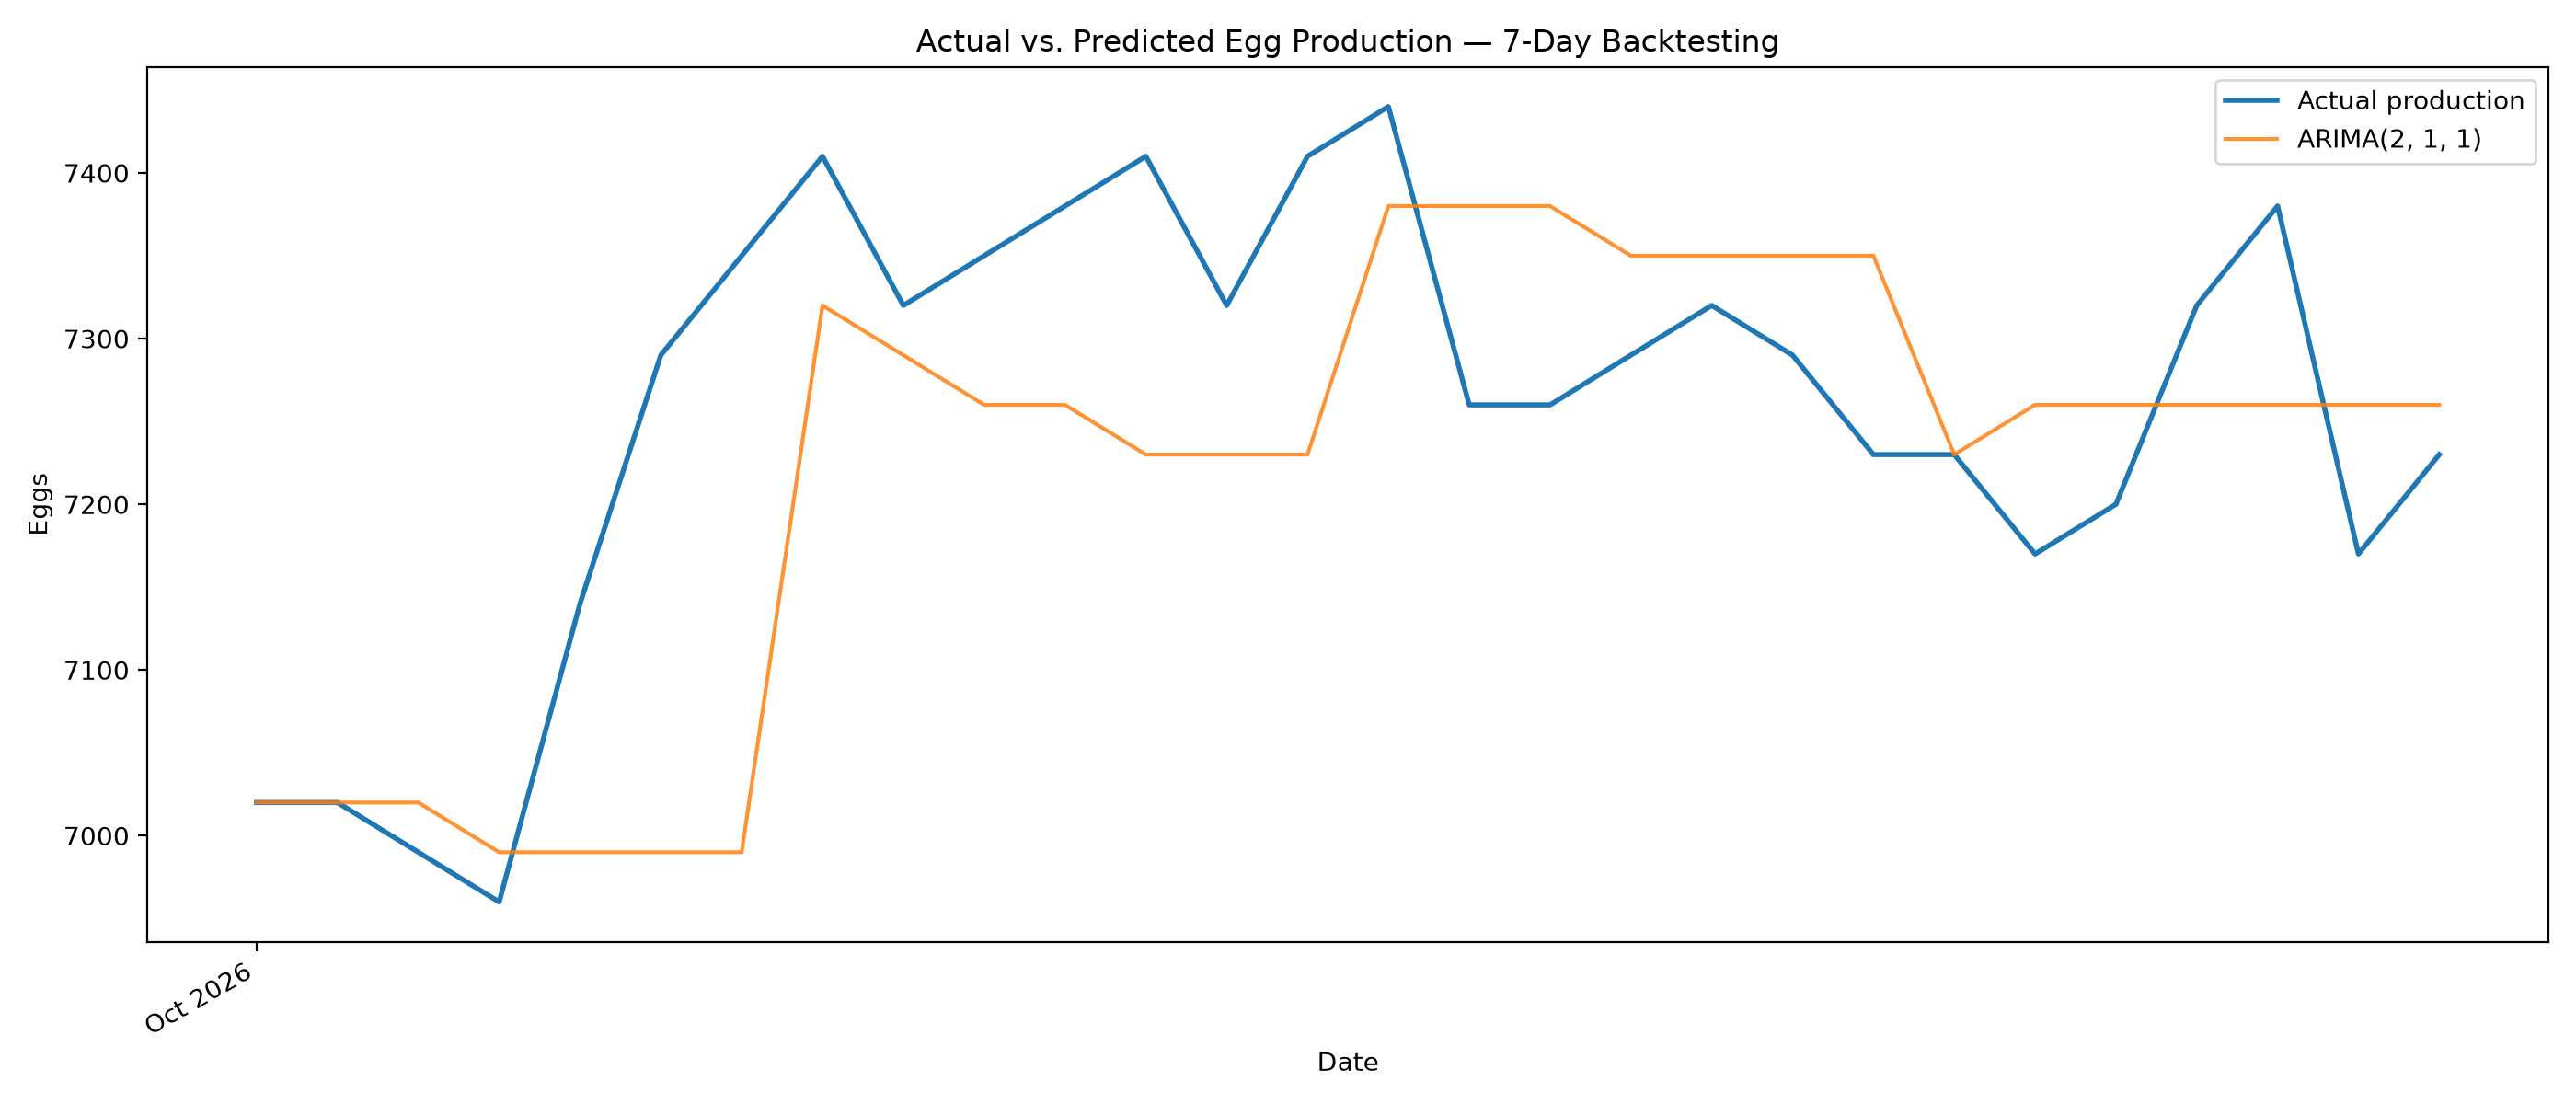 Actual vs. Predicted Egg Production — 7-Day Backtesting
Actual production
ARIMA(2, 1, 1)
Eggs
7400
7300
7200
7100
7000
Oct 2026
Date